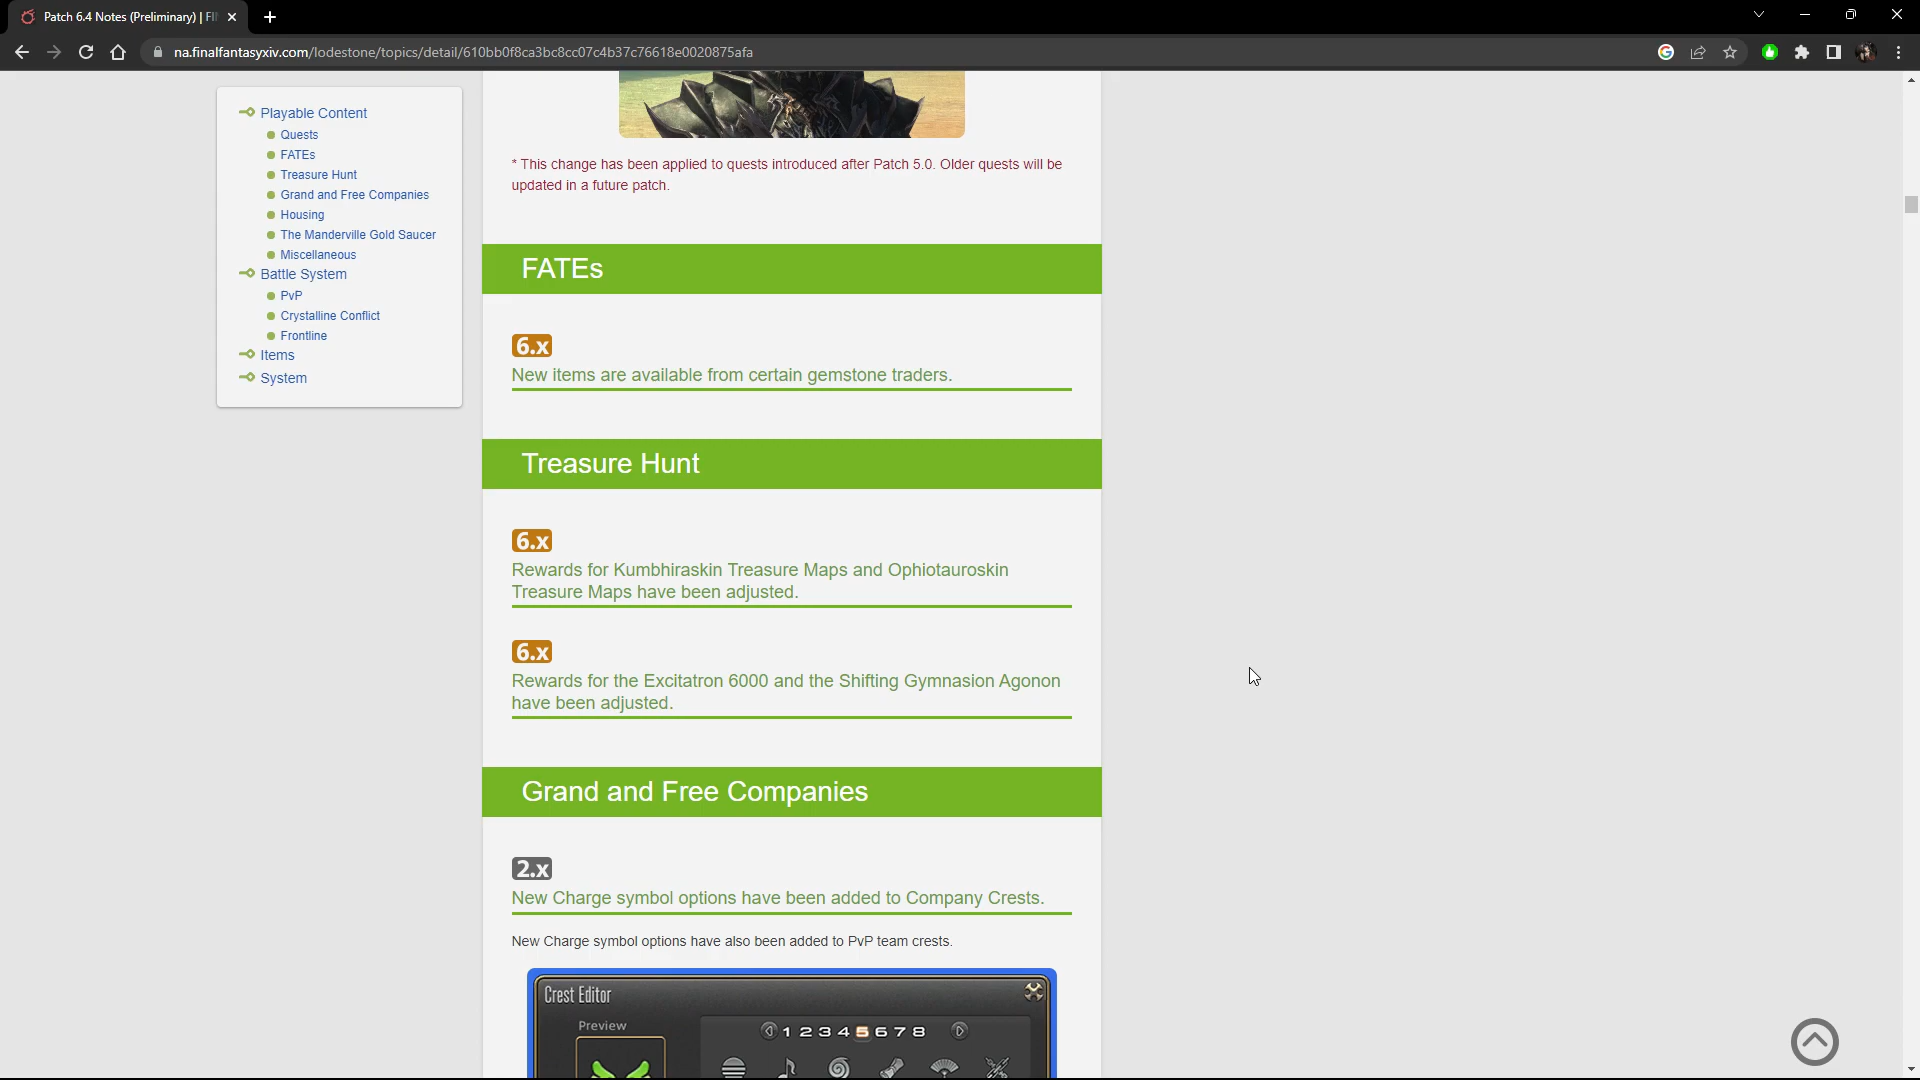 Patch 6.4 Notes (Preliminary) | FI
na.finalfantasyxiv.com/lodestone/topics/detail/610bb0f8ca3bc8cc07c4b37c76618e0020875afa
Playable Content
Quests
FATEs
Treasure Hunt
Grand and Free Companies
Housing
The Manderville Gold Saucer
Miscellaneous
Battle System
PvP
Crystalline Conflict
Frontline
Items
System
* This change has been applied to quests introduced after Patch 5.0. Older quests will be
updated in a future patch.
FATEs
6.x
New items are available from certain gemstone traders.
Treasure Hunt
6.x
Rewards for Kumbhiraskin Treasure Maps and Ophiotauroskin
Treasure Maps have been adjusted.
6.x
Rewards for the Excitatron 6000 and the Shifting Gymnasion Agonon
have been adjusted.
Grand and Free Companies
2.x
New Charge symbol options have been added to Company Crests.
New Charge symbol options have also been added to PvP team crests.
Crest Editor
Preview
1 2 3 4 5 6 7 8